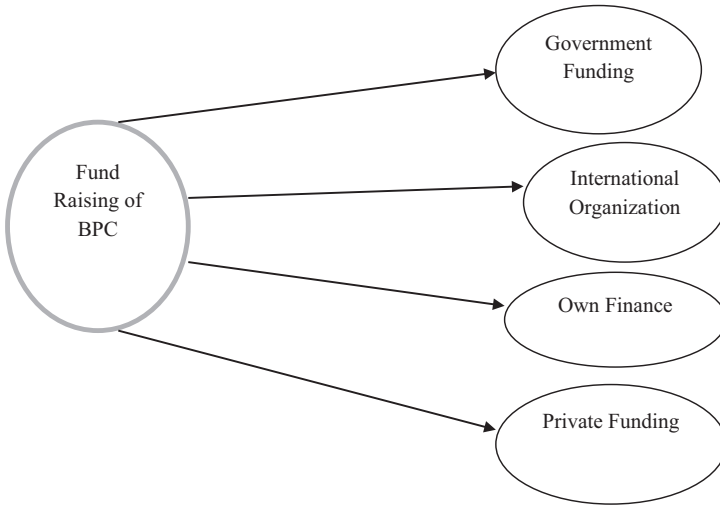 Government
Funding
Fund
Raising of
BPC
International
Organization
Own Finance
Private Funding